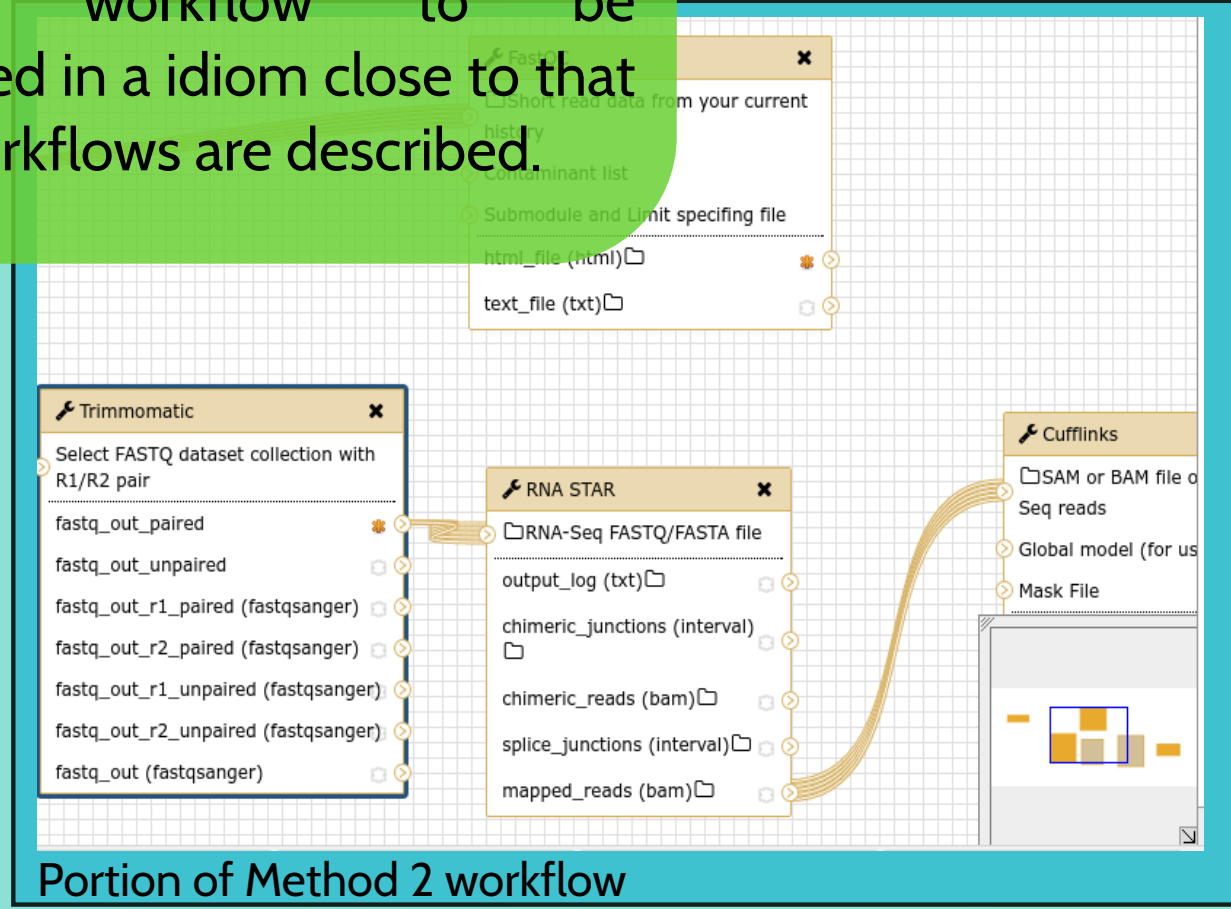 workflow to be
ed in a idiom close to that
rkflows are described.
FastQC
Short read data from your current
history
Contaminant list
Submodule and Limit specifing file
html_file (html)
text_file (txt)
Trimmomatic
Select FASTQ dataset collection with
R1/R2 pair
fastq_out_paired
fastq_out_unpaired
fastq_out_r1_paired (fastqsanger)
fastq_out_r2_paired (fastqsanger)
fastq_out_r1_unpaired (fastqsanger)
fastq_out_r2_unpaired (fastqsanger)
fastq_out (fastqsanger)
RNA STAR
RNA-Seq FASTQ/FASTA file
output_log (txt)
chimeric_junctions (interval)
chimeric_reads (bam)
splice_junctions (interval)
mapped_reads (bam)
Cufflinks
SAM or BAM file o
Seq reads
Global model (for us
Mask File
Portion of Method 2 workflow